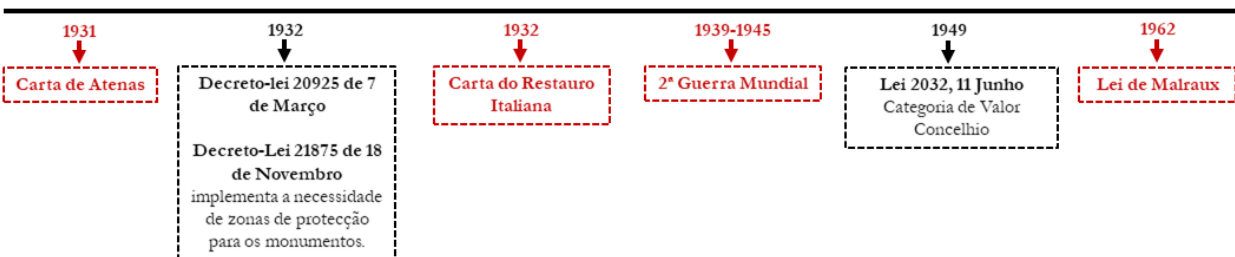 1931
Carta de Atenas
1932
Decreto-lei 20925 de 7
de Março
Decreto-Lei 21875 de 18
de Novembro
implementa a necessidade
de zonas de protecção
para os monumentos.
1932
Carta do Restauro
Italiana
1939-1945
2ª Guerra Mundial
1949
Lei 2032, 11 Junho
Categoria de Valor
Concelhio
1962
Lei de Malraux